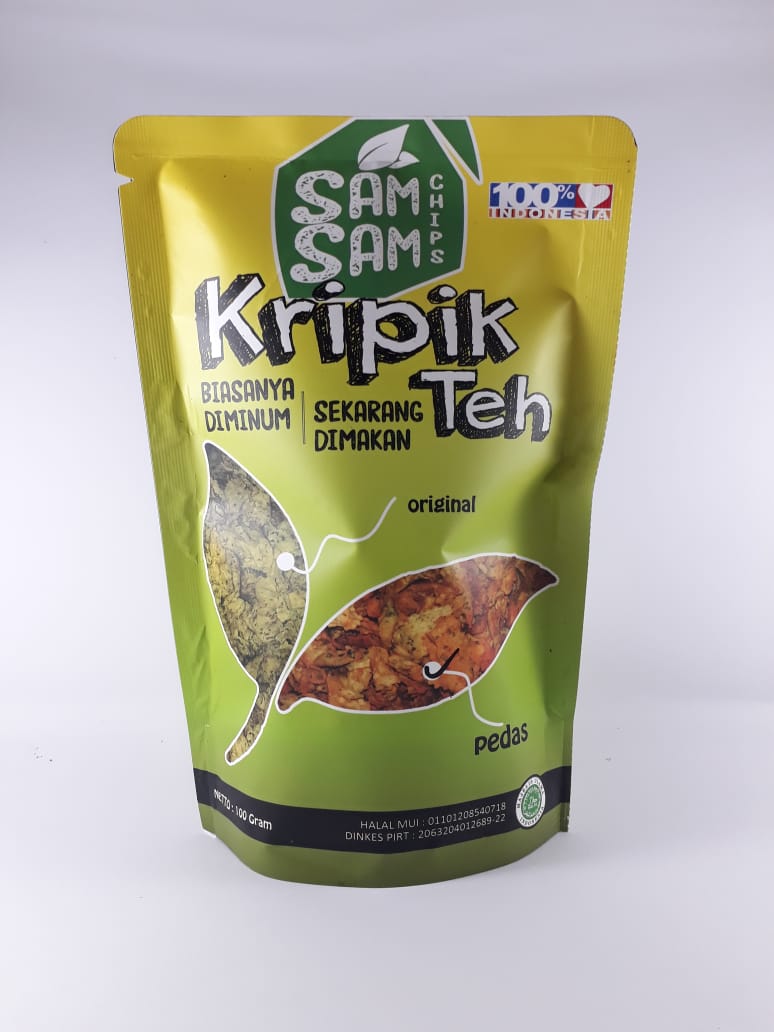 SAM
SAM
CHIPS
100%
INDONESIA
Kripik
Teh
BIASANYA
DIMINUM
SEKARANG
DIMAKAN
original
pedas
NETTO : 100 Gram
HALAL MUI : 01101208540718
DINKES PIRT : 2063204012689-22